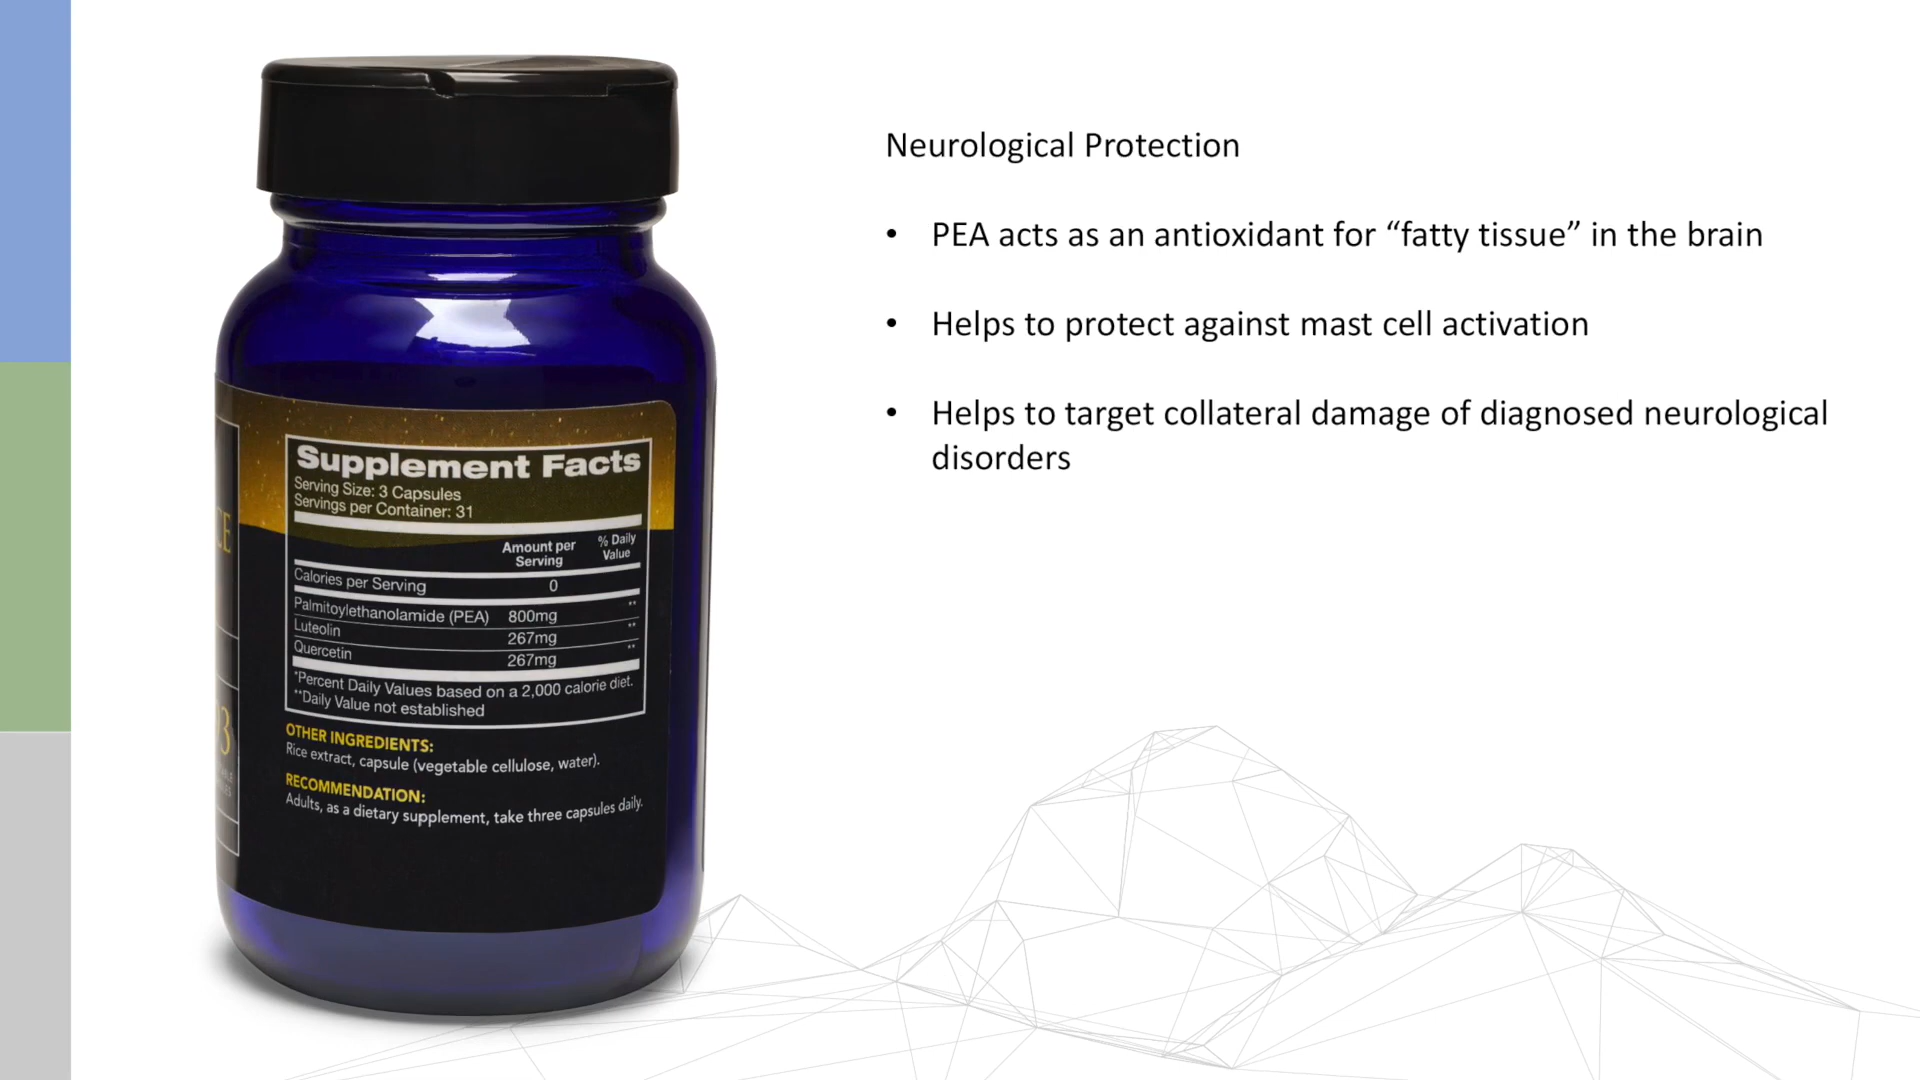 Neurological Protection
• PEA acts as an antioxidant for “fatty tissue” in the brain
• Helps to protect against mast cell activation
• Helps to target collateral damage of diagnosed neurological
disorders
Supplement Facts
Serving Size: 3 Capsules
Servings per Container: 31
Amount per Serving % Daily Value
Calories per Serving 0
Palmitoylethanolamide (PEA) 800mg **
Luteolin 267mg **
Quercetin 267mg **
*Percent Daily Values based on a 2,000 calorie diet.
**Daily Value not established
OTHER INGREDIENTS:
Rice extract, capsule (vegetable cellulose, water).
RECOMMENDATION:
Adults, as a dietary supplement, take three capsules daily.